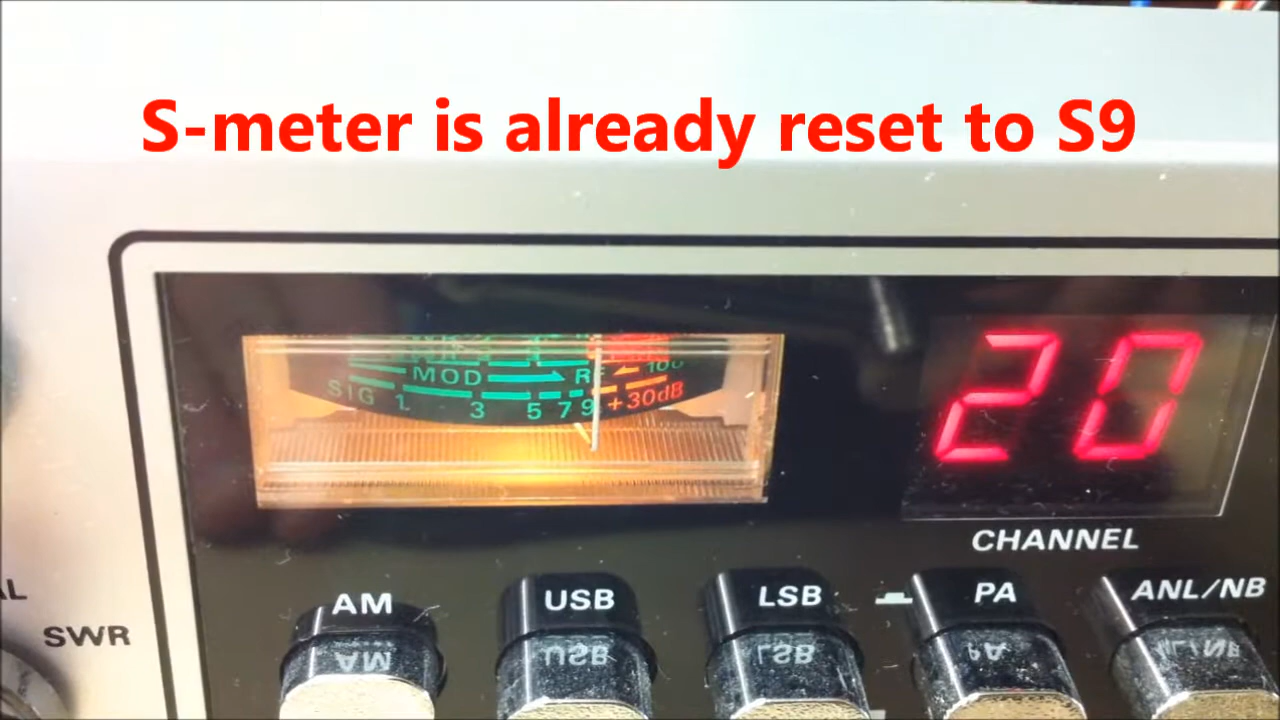 S-meter is already reset to S9
MOD RF 100
SIG 1 3 5 7 9 +30dB
20
CHANNEL
AM USB LSB PA ANL/NB
SWR